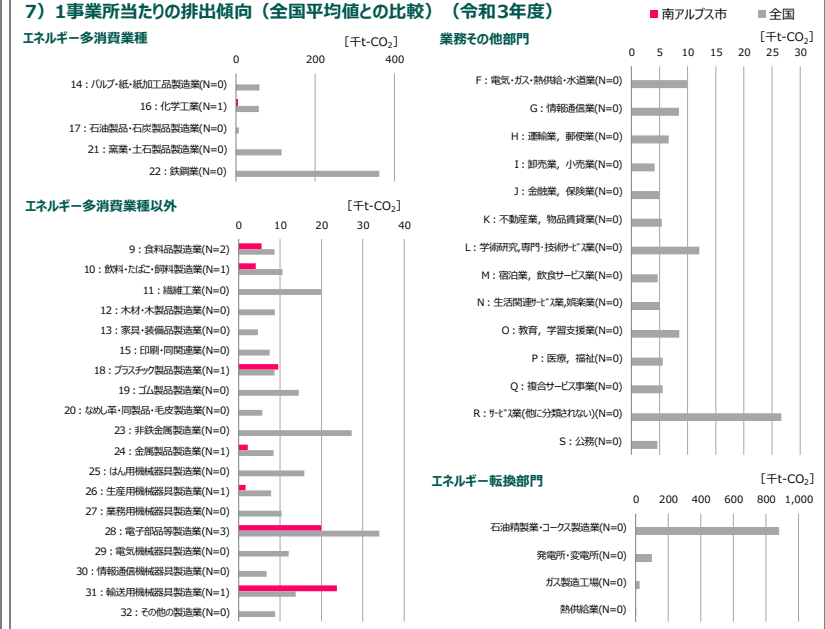 7）1事業所当たりの排出傾向（全国平均値との比較）（令和3年度）
■南アルプス市 ■全国
エネルギー多消費業種
[千t-CO₂]
0 200 400
14：パルプ・紙・紙加工品製造業(N=0)
16：化学工業(N=1)
17：石油製品・石炭製品製造業(N=0)
21：窯業・土石製品製造業(N=0)
22：鉄鋼業(N=0)
エネルギー多消費業種以外
[千t-CO₂]
0 10 20 30 40
9：食料品製造業(N=2)
10：飲料・たばこ・飼料製造業(N=1)
11：繊維工業(N=0)
12：木材・木製品製造業(N=0)
13：家具・装備品製造業(N=0)
15：印刷・同関連業(N=0)
18：プラスチック製品製造業(N=1)
19：ゴム製品製造業(N=0)
20：なめし革・同製品・毛皮製造業(N=0)
23：非鉄金属製造業(N=0)
24：金属製品製造業(N=1)
25：はん用機械器具製造業(N=0)
26：生産用機械器具製造業(N=1)
27：業務用機械器具製造業(N=0)
28：電子部品等製造業(N=3)
29：電気機械器具製造業(N=0)
30：情報通信機械器具製造業(N=0)
31：輸送用機械器具製造業(N=1)
32：その他の製造業(N=0)
業務その他部門
[千t-CO₂]
0 5 10 15 20 25 30
F：電気・ガス・熱供給・水道業(N=0)
G：情報通信業(N=0)
H：運輸業，郵便業(N=0)
I：卸売業，小売業(N=0)
J：金融業，保険業(N=0)
K：不動産業，物品賃貸業(N=0)
L：学術研究,専門・技術ｻｰﾋﾞｽ業(N=0)
M：宿泊業，飲食サービス業(N=0)
N：生活関連ｻｰﾋﾞｽ業,娯楽業(N=0)
O：教育，学習支援業(N=0)
P：医療，福祉(N=0)
Q：複合サービス事業(N=0)
R：ｻｰﾋﾞｽ業(他に分類されない)(N=0)
S：公務(N=0)
エネルギー転換部門
[千t-CO₂]
0 200 400 600 800 1,000
石油精製業・コークス製造業(N=0)
発電所・変電所(N=0)
ガス製造工場(N=0)
熱供給業(N=0)